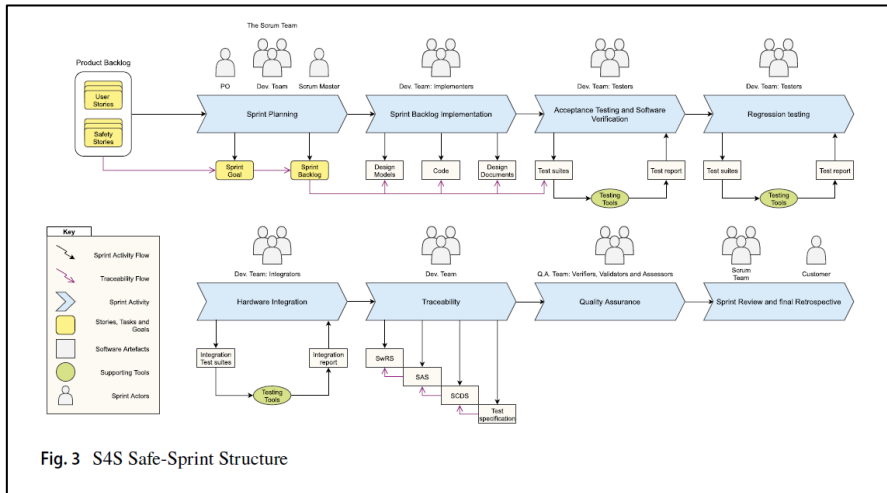 The Scrum Team
Product Backlog
PO
Dev. Team
Scrum Master
Dev. Team: Implementers
Dev. Team: Testers
Dev. Team: Testers
User
Stories
Safety
Stories
Sprint Planning
Sprint Backlog Implementation
Acceptance Testing and Software
Verification
Regression testing
Sprint
Goal
Sprint
Backlog
Design
Models
Code
Design
Documents
Test suites
Test report
Test suites
Test report
Testing
Tools
Testing
Tools
Key
Sprint Activity Flow
Traceability Flow
Sprint Activity
Stories, Tasks and
Goals
Software Artefacts
Supporting Tools
Sprint Actors
Dev. Team: Integrators
Dev. Team
Q.A. Team: Verifiers, Validators and Assessors
Scrum
Team
Customer
Hardware Integration
Traceability
Quality Assurance
Sprint Review and final Retrospective
Integration
Test suites
Integration
report
Testing
Tools
SwRS
SAS
SCDS
Test
specification
Fig. 3 S4S Safe-Sprint Structure